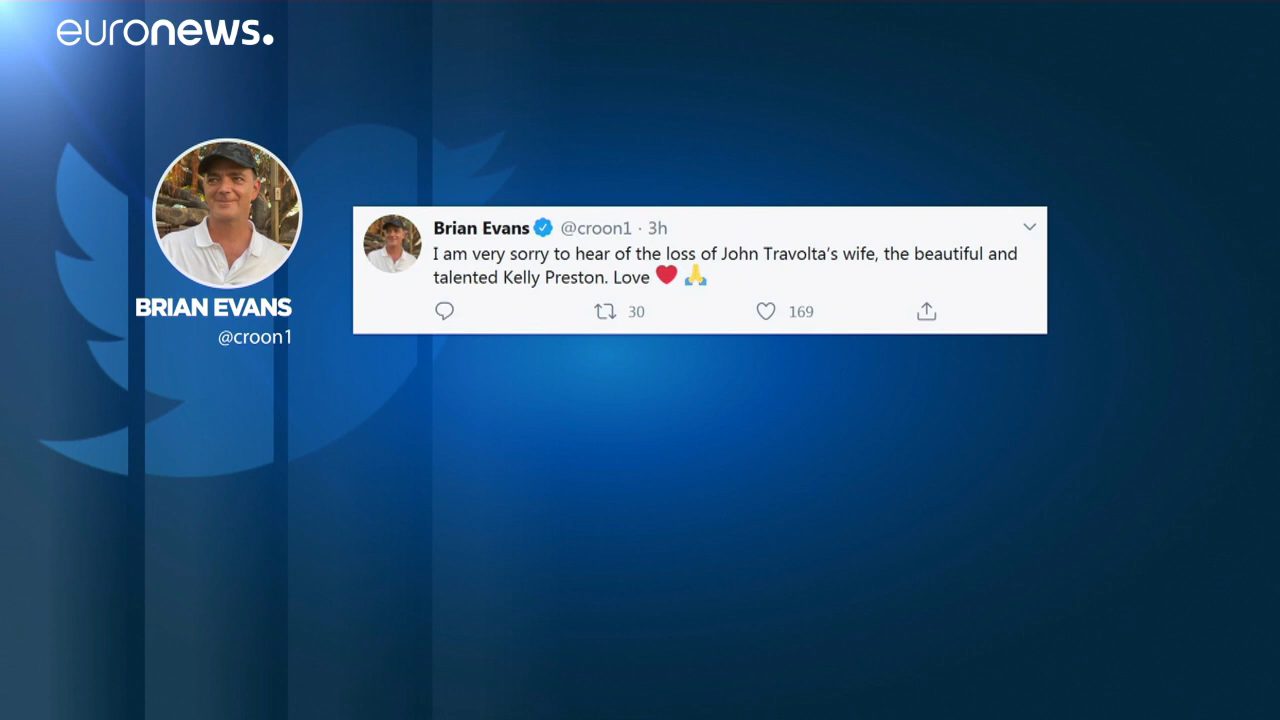 euronews.
BRIAN EVANS
@croon1
Brian Evans @croon1 · 3h
I am very sorry to hear of the loss of John Travolta's wife, the beautiful and
talented Kelly Preston. Love ❤️ 🙏
30 169